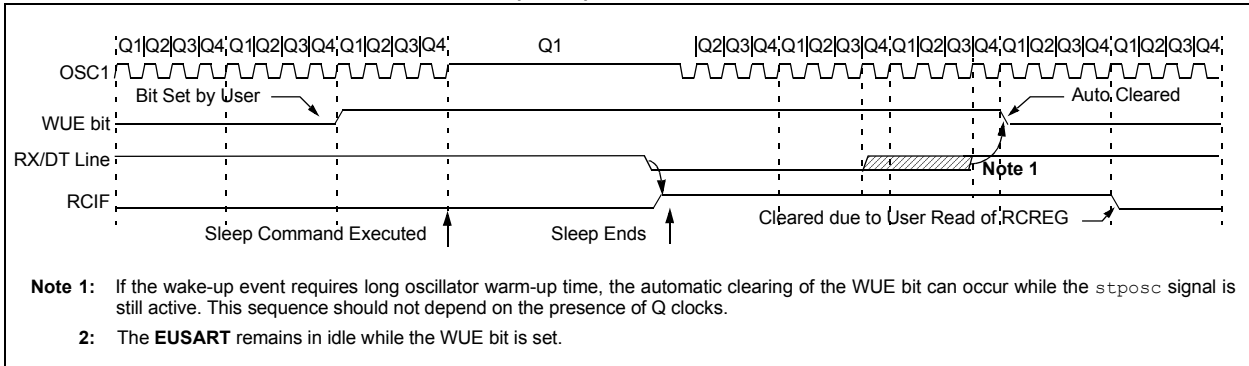 Q1|Q2|Q3|Q4 Q1|Q2|Q3|Q4 Q1|Q2|Q3|Q4 Q1 |Q2|Q3|Q4 Q1|Q2|Q3|Q4 Q1|Q2|Q3|Q4 Q1|Q2|Q3|Q4 Q1|Q2|Q3|Q4
OSC1
Bit Set by User Auto Cleared
WUE bit
RX/DT Line
Note 1
RCIF
Cleared due to User Read of RCREG
Sleep Command Executed Sleep Ends
Note 1: If the wake-up event requires long oscillator warm-up time, the automatic clearing of the WUE bit can occur while the stposc signal is
still active. This sequence should not depend on the presence of Q clocks.
2: The EUSART remains in idle while the WUE bit is set.